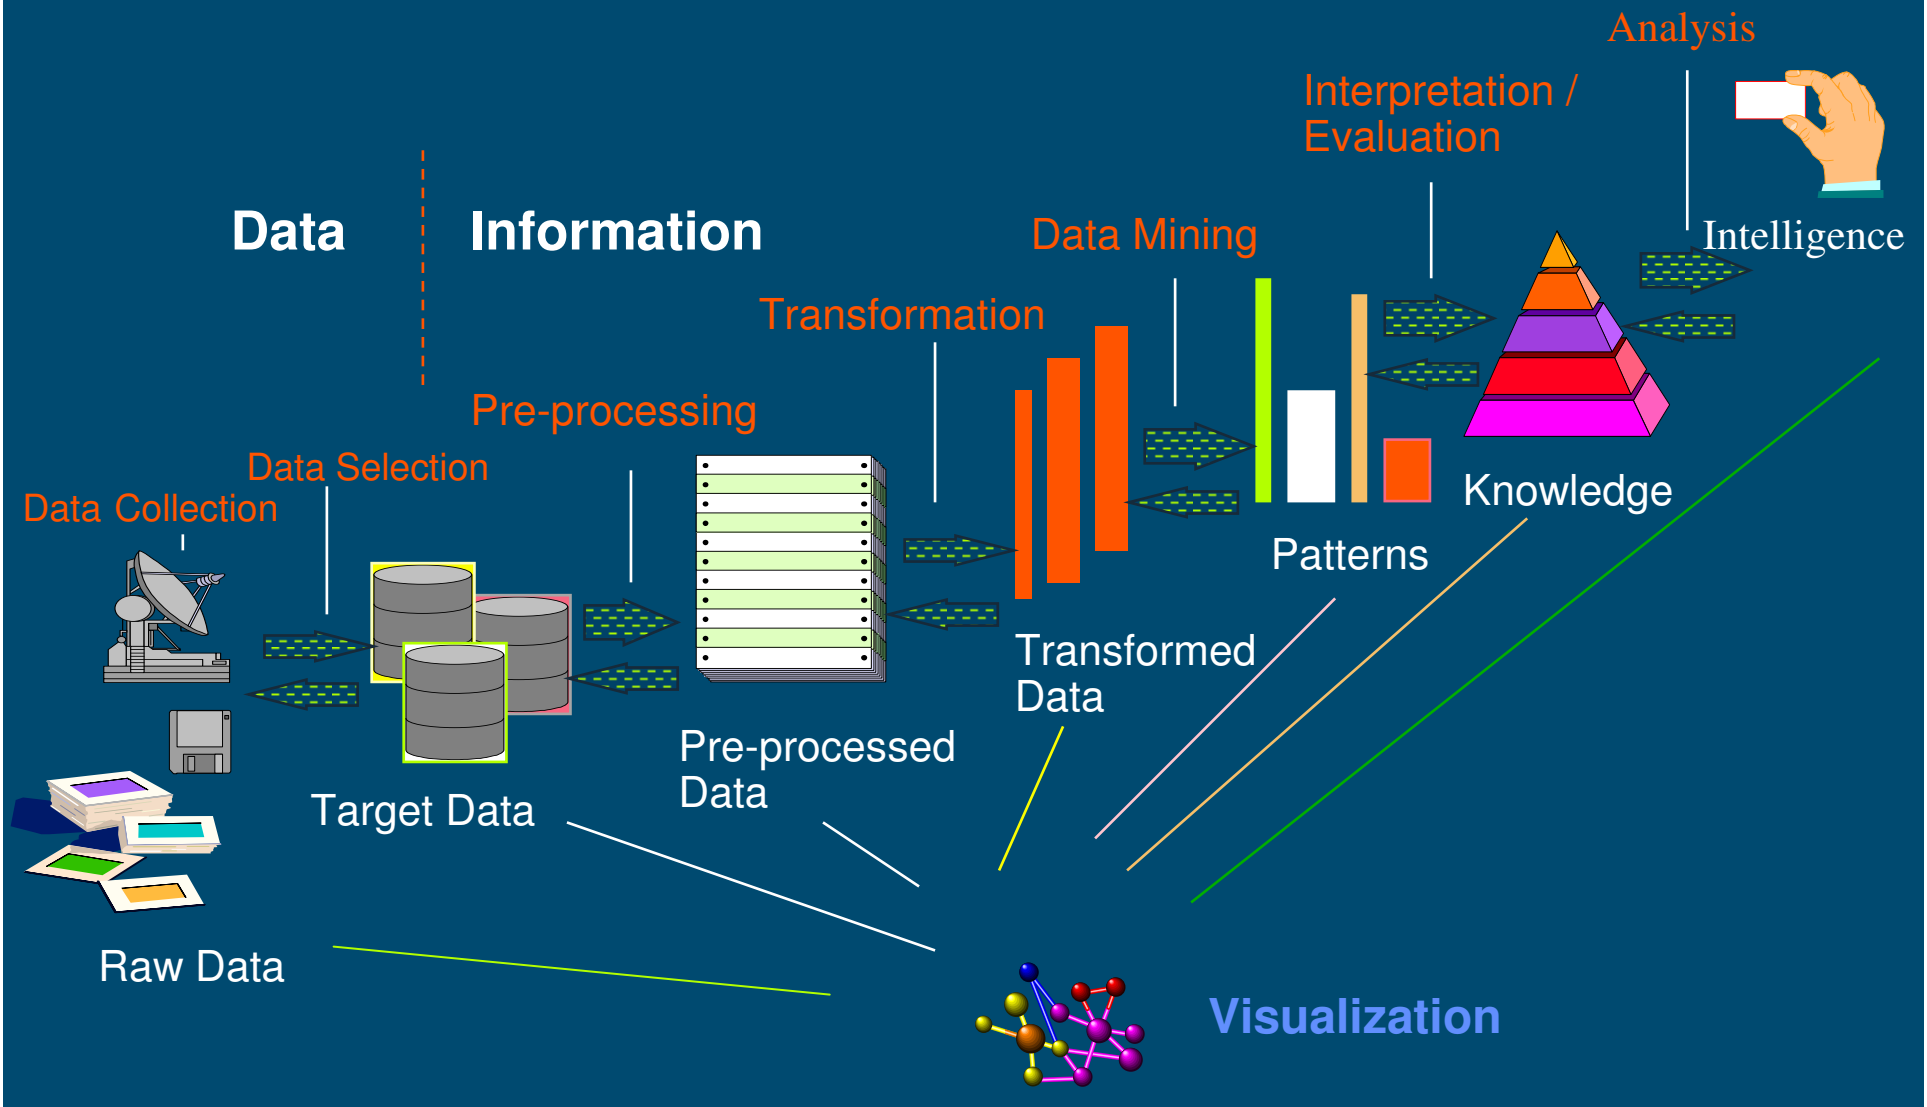 Analysis
Interpretation /
Evaluation
Data
Information
Data Mining
Intelligence
Transformation
Pre-processing
Data Selection
Data Collection
Knowledge
Patterns
Transformed
Data
Pre-processed
Data
Target Data
Raw Data
Visualization